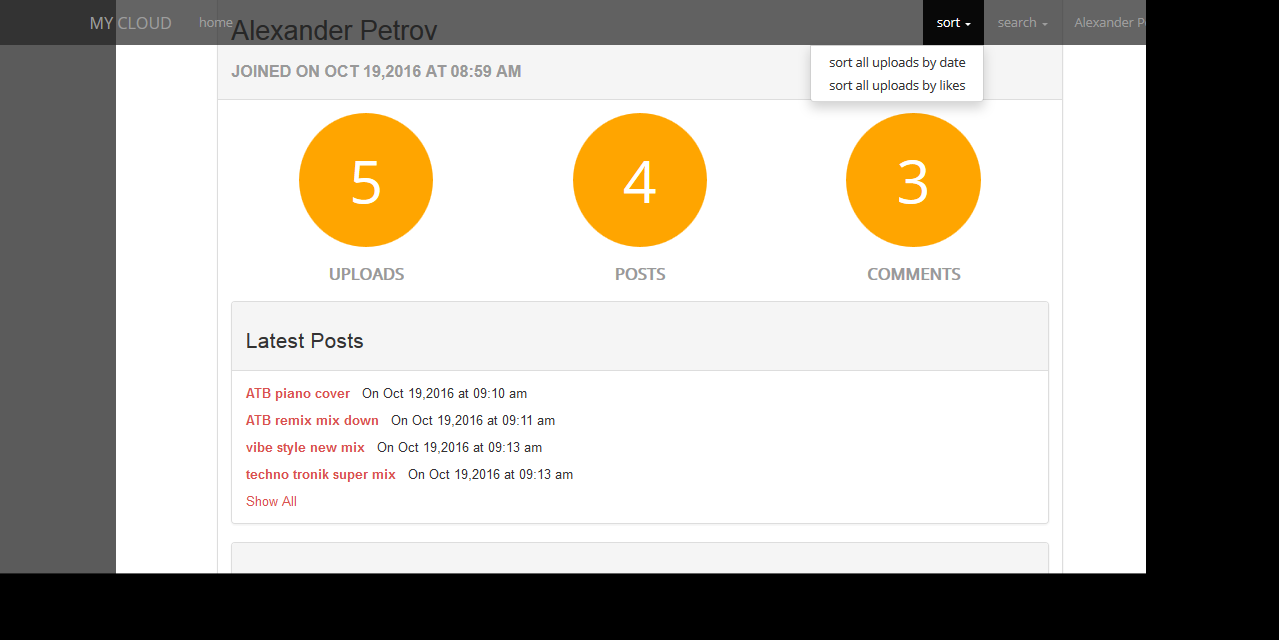 MY CLOUD home sort search Alexander P
Alexander Petrov
JOINED ON OCT 19,2016 AT 08:59 AM
sort all uploads by date
sort all uploads by likes
5 4 3
UPLOADS POSTS COMMENTS
Latest Posts
ATB piano cover On Oct 19,2016 at 09:10 am
ATB remix mix down On Oct 19,2016 at 09:11 am
vibe style new mix On Oct 19,2016 at 09:13 am
techno tronik super mix On Oct 19,2016 at 09:13 am
Show All